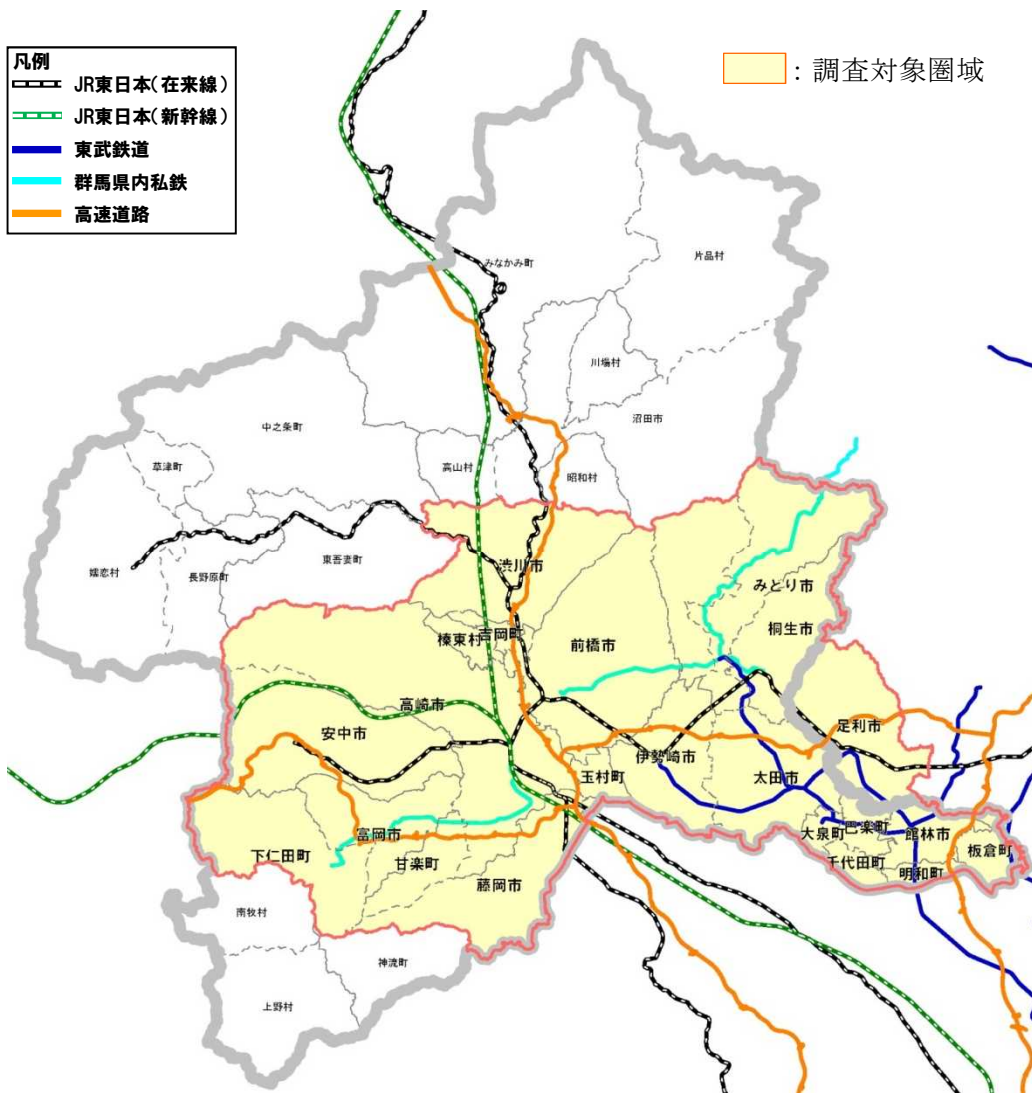 凡例
JR東日本(在来線)
JR東日本(新幹線)
東武鉄道
群馬県内私鉄
高速道路
: 調査対象圏域
みなかみ町
片品村
川場村
沼田市
中之条町
草津町
高山村
昭和村
嬬恋村
長野原町
東吾妻町
渋川市
みどり市
桐生市
榛東村
吉岡町
前橋市
高崎市
安中市
伊勢崎市
足利市
玉村町
太田市
富岡市
大泉町
邑楽町
館林市
板倉町
下仁田町
甘楽町
千代田町
明和町
藤岡市
南牧村
神流町
上野村